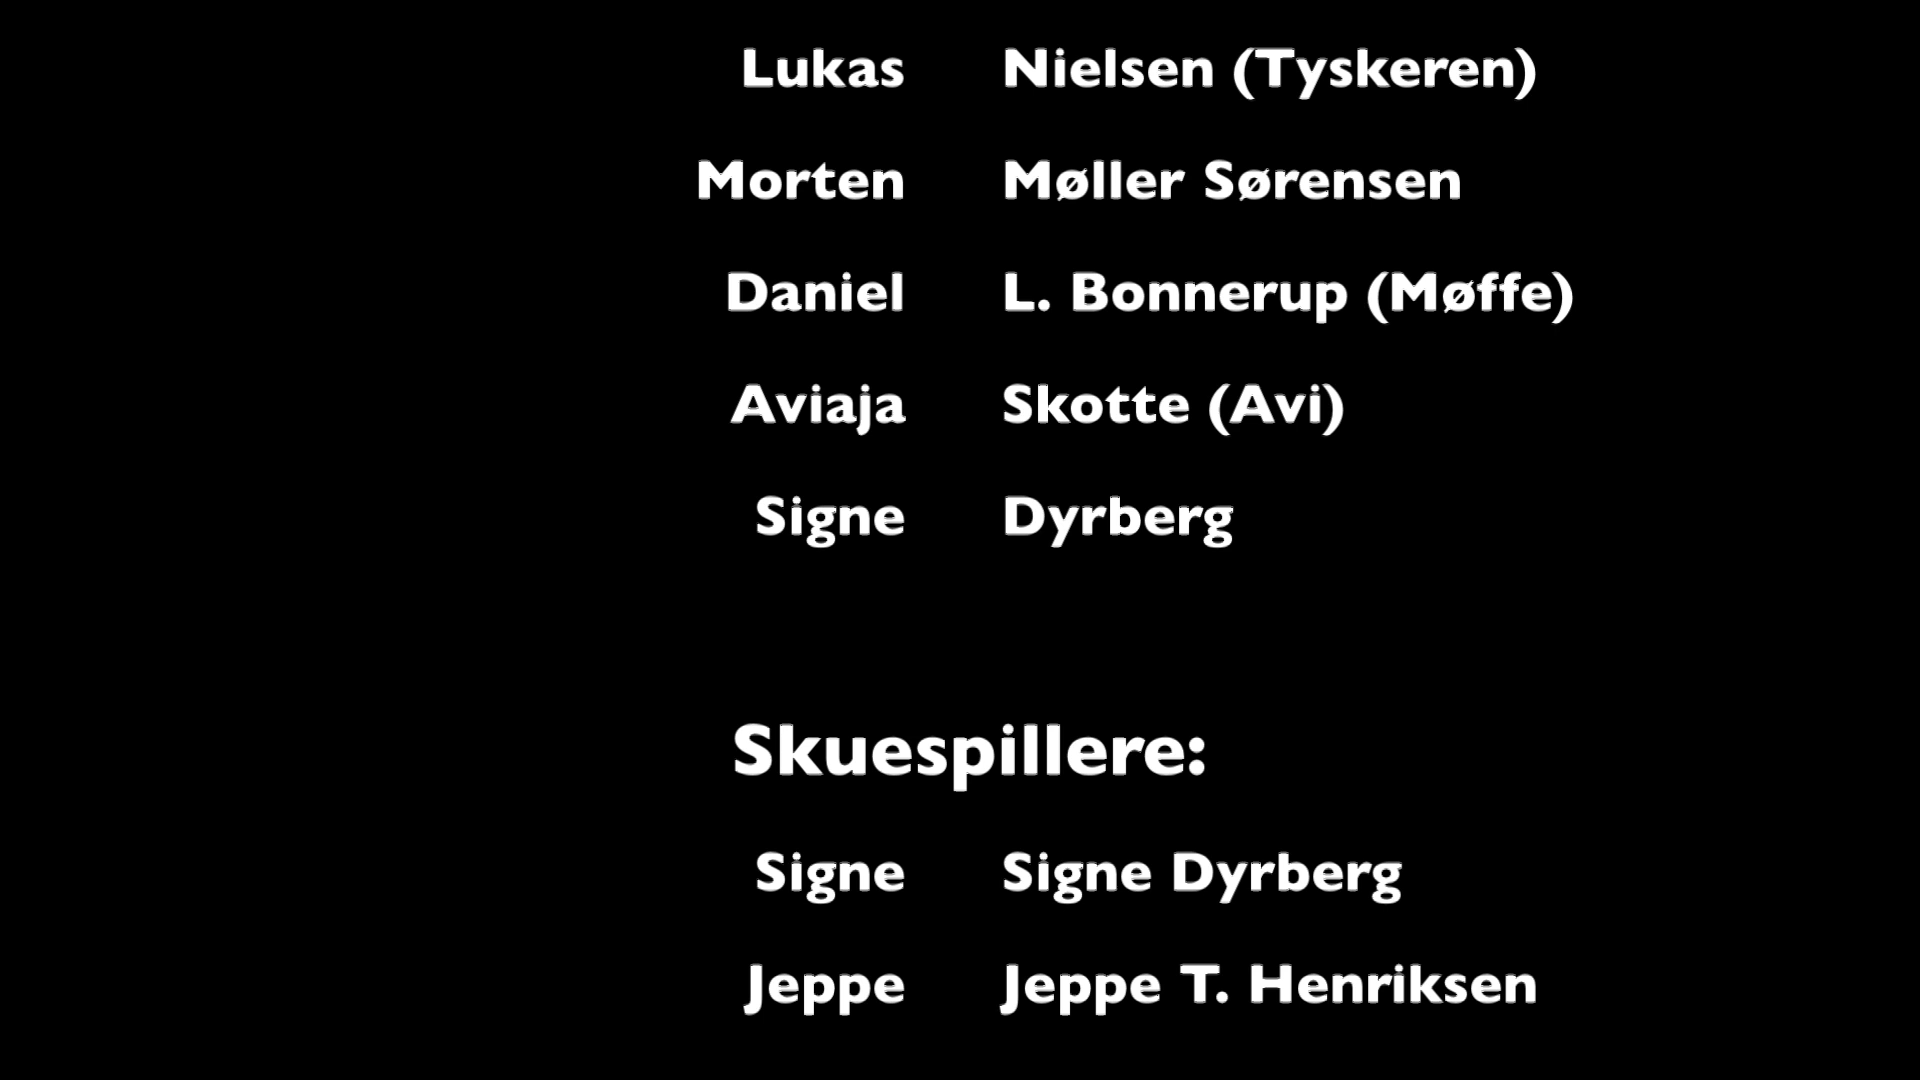 Lukas Nielsen (Tyskeren)
Morten Møller Sørensen
Daniel L. Bonnerup (Møffe)
Aviaja Skotte (Avi)
Signe Dyrberg
Skuespillere:
Signe Signe Dyrberg
Jeppe Jeppe T. Henriksen